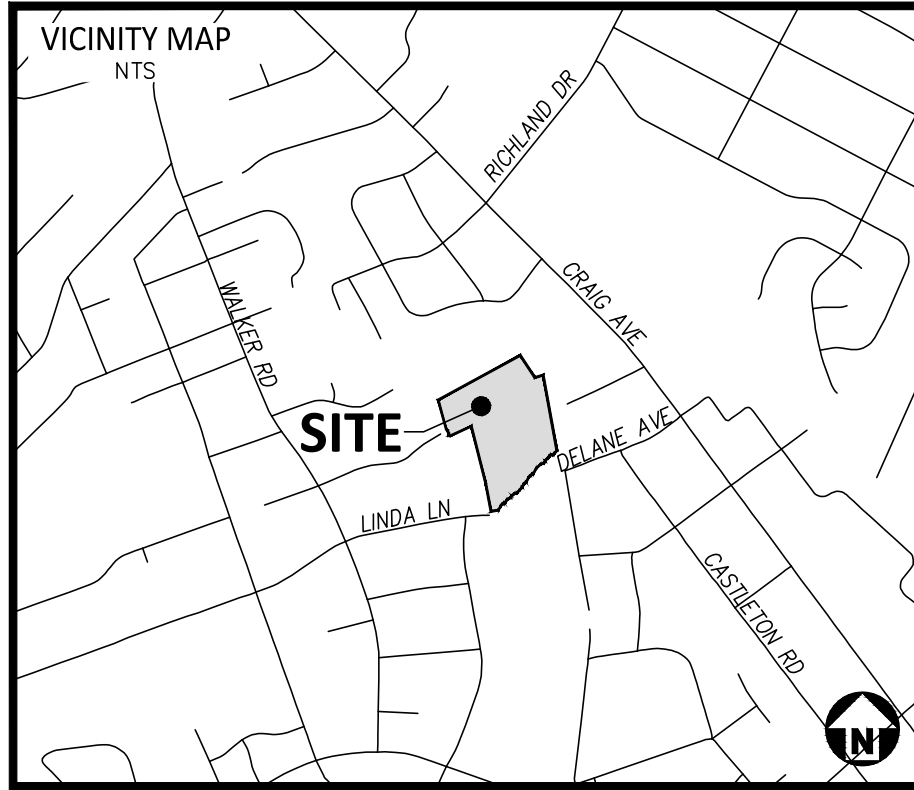 VICINITY MAP
NTS
RICHLAND DR
CRAIG AVE
WALKER RD
SITE
DELANE AVE
LINDA LN
CASTLETON RD
N